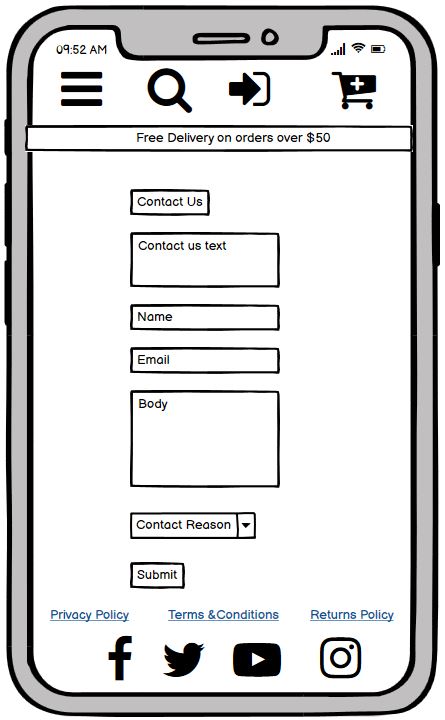 09:52 AM
Free Delivery on orders over $50
Contact Us
Contact us text
Name
Email
Body
Contact Reason
Submit
Privacy Policy Terms &Conditions Returns Policy